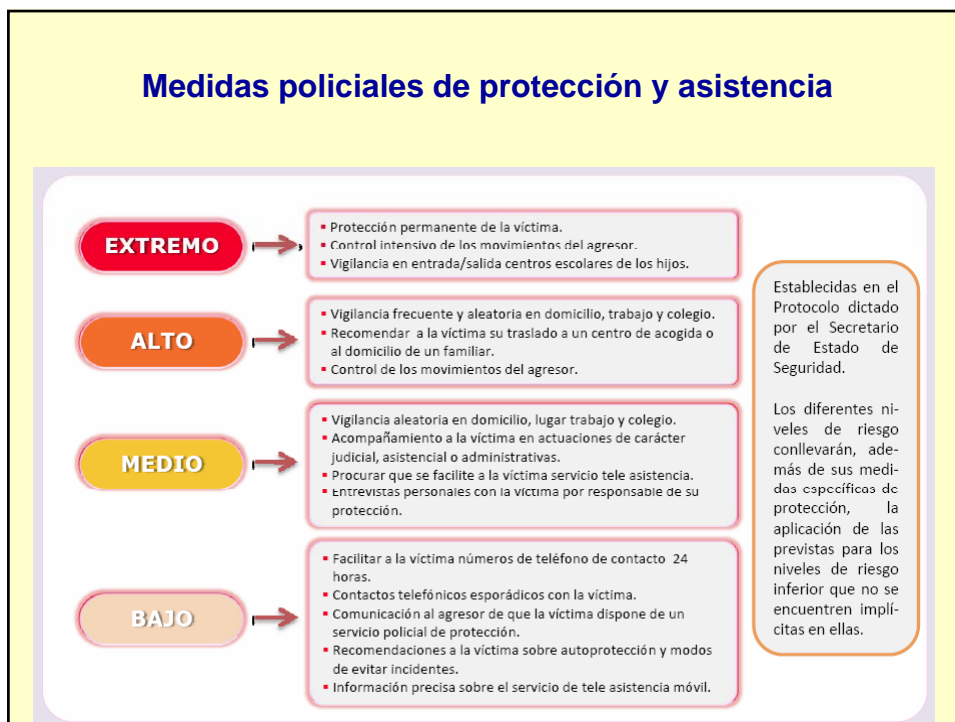 Medidas policiales de protección y asistencia
EXTREMO
▪ Protección permanente de la víctima.
▪ Control intensivo de los movimientos del agresor.
▪ Vigilancia en entrada/salida centros escolares de los hijos.
ALTO
▪ Vigilancia frecuente y aleatoria en domicilio, trabajo y colegio.
▪ Recomendar a la víctima su traslado a un centro de acogida o
al domicilio de un familiar.
▪ Control de los movimientos del agresor.
MEDIO
▪ Vigilancia aleatoria en domicilio, lugar trabajo y colegio.
▪ Acompañamiento a la víctima en actuaciones de carácter
judicial, asistencial o administrativas.
▪ Procurar que se facilite a la víctima servicio tele asistencia.
▪ Entrevistas personales con la víctima por responsable de su
protección.
BAJO
▪ Facilitar a la víctima números de teléfono de contacto 24
horas.
▪ Contactos telefónicos esporádicos con la víctima.
▪ Comunicación al agresor de que la víctima dispone de un
servicio policial de protección.
▪ Recomendaciones a la víctima sobre autoprotección y modos
de evitar incidentes.
▪ Información precisa sobre el servicio de tele asistencia móvil.
Establecidas en el
Protocolo dictado
por el Secretario
de Estado de
Seguridad.
Los diferentes ni-
veles de riesgo
conllevarán, ade-
más de sus medi-
das específicas de
protección, la
aplicación de las
previstas para los
niveles de riesgo
inferior que no se
encuentren implí-
citas en ellas.